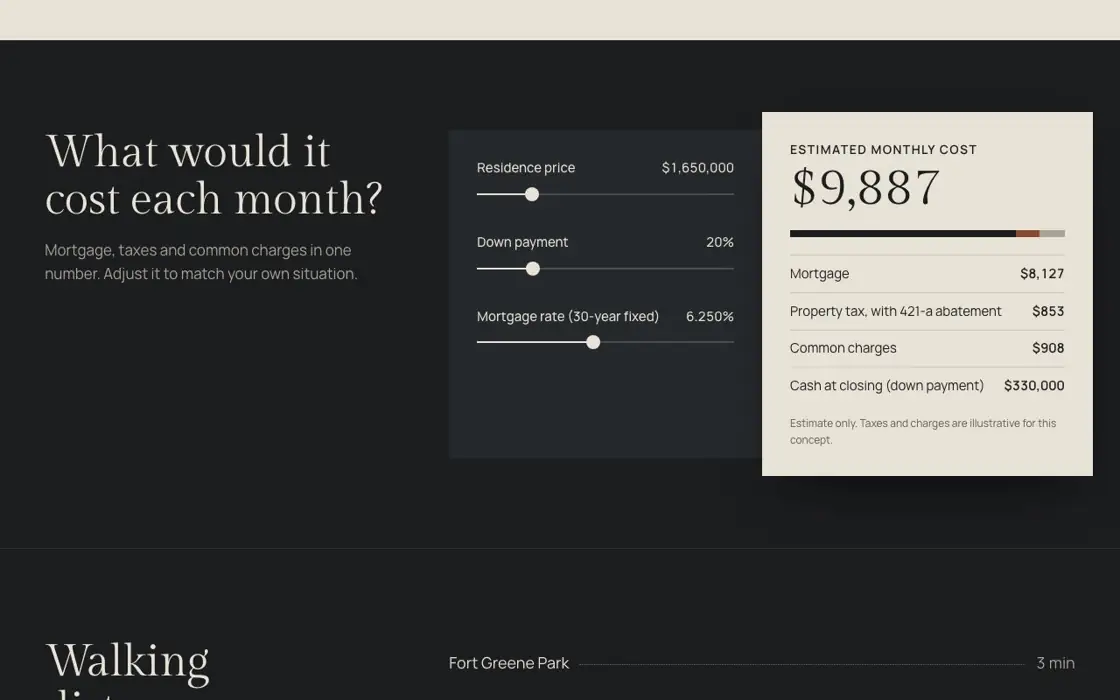 What would it
cost each month?
Mortgage, taxes and common charges in one
number. Adjust it to match your own situation.
Residence price $1,650,000
Down payment 20%
Mortgage rate (30-year fixed) 6.250%
ESTIMATED MONTHLY COST
$9,887
Mortgage $8,127
Property tax, with 421-a abatement $853
Common charges $908
Cash at closing (down payment) $330,000
Estimate only. Taxes and charges are illustrative for this
concept.
Walking
Fort Greene Park 3 min